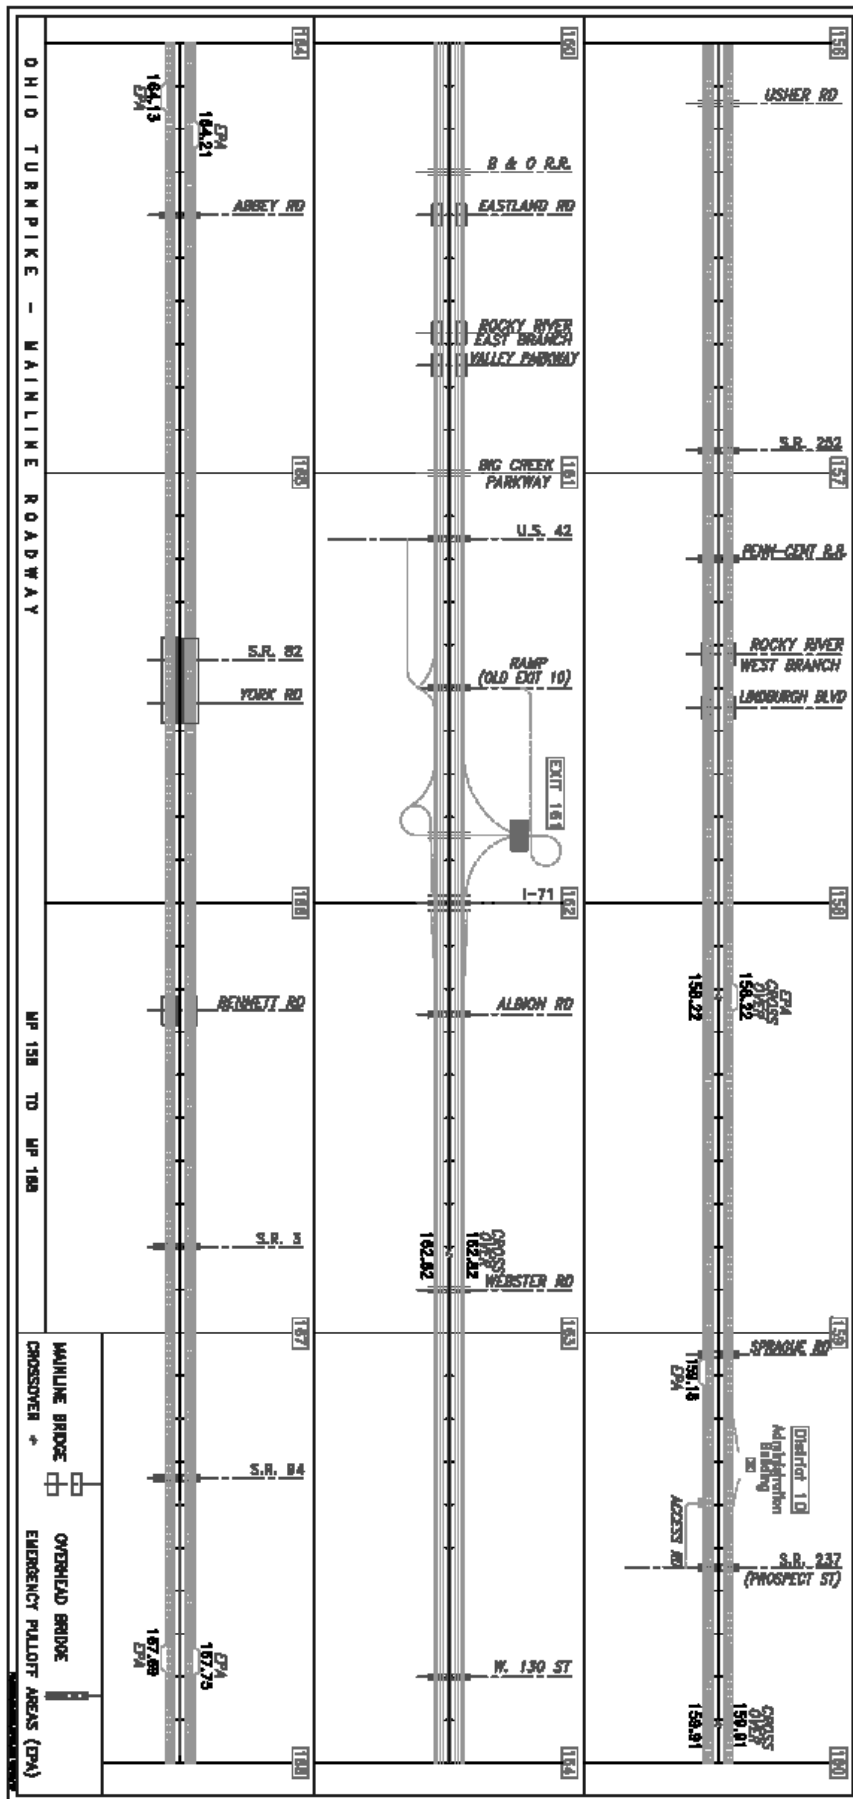 156
USHER RD
S.R. 252
157
PENN-CENT R.R.
ROCKY RIVER
WEST BRANCH
LINDBURGH BLVD
158
EPA
CROSS
OVER
158.22
158.22
159
SPRAGUE RD
159.15
EPA
District 10
Administration
Building
ACCESS RD
S.R. 237
(PROSPECT ST)
CROSS
OVER
159.91
159.91
160
160
B & O R.R.
EASTLAND RD
ROCKY RIVER
EAST BRANCH
VALLEY PARKWAY
BIG CREEK
PARKWAY
161
U.S. 42
RAMP
(OLD EXIT 10)
EXIT 161
I-71
162
ALBION RD
CROSS
OVER
162.82
162.82
WEBSTER RD
163
W. 130 ST
164
164
EPA
164.21
164.13
EPA
ABBEY RD
165
S.R. 82
YORK RD
166
BENNETT RD
S.R. 3
167
S.R. 94
EPA
167.75
167.69
EPA
168
OHIO TURNPIKE - MAINLINE ROADWAY
MP 156 TO MP 168
MAINLINE BRIDGE
OVERHEAD BRIDGE
CROSSOVER +
EMERGENCY PULLOFF AREAS (EPA)